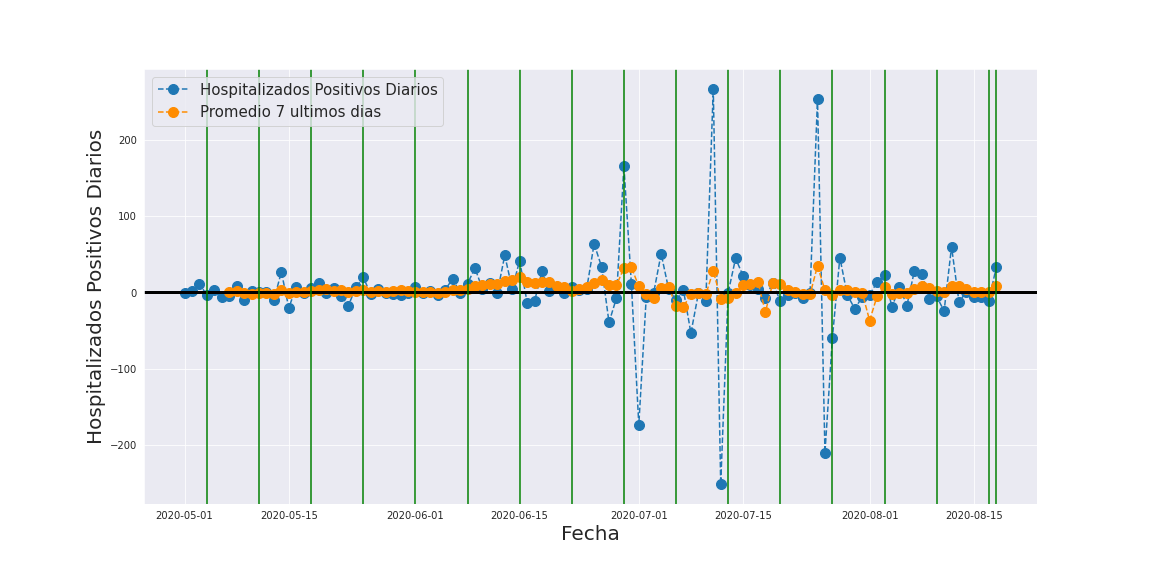 Hospitalizados Positivos Diarios
Promedio 7 ultimos dias
Hospitalizados Positivos Diarios
200
100
0
−100
−200
2020-05-01 2020-05-15 2020-06-01 2020-06-15 2020-07-01 2020-07-15 2020-08-01 2020-08-15
Fecha